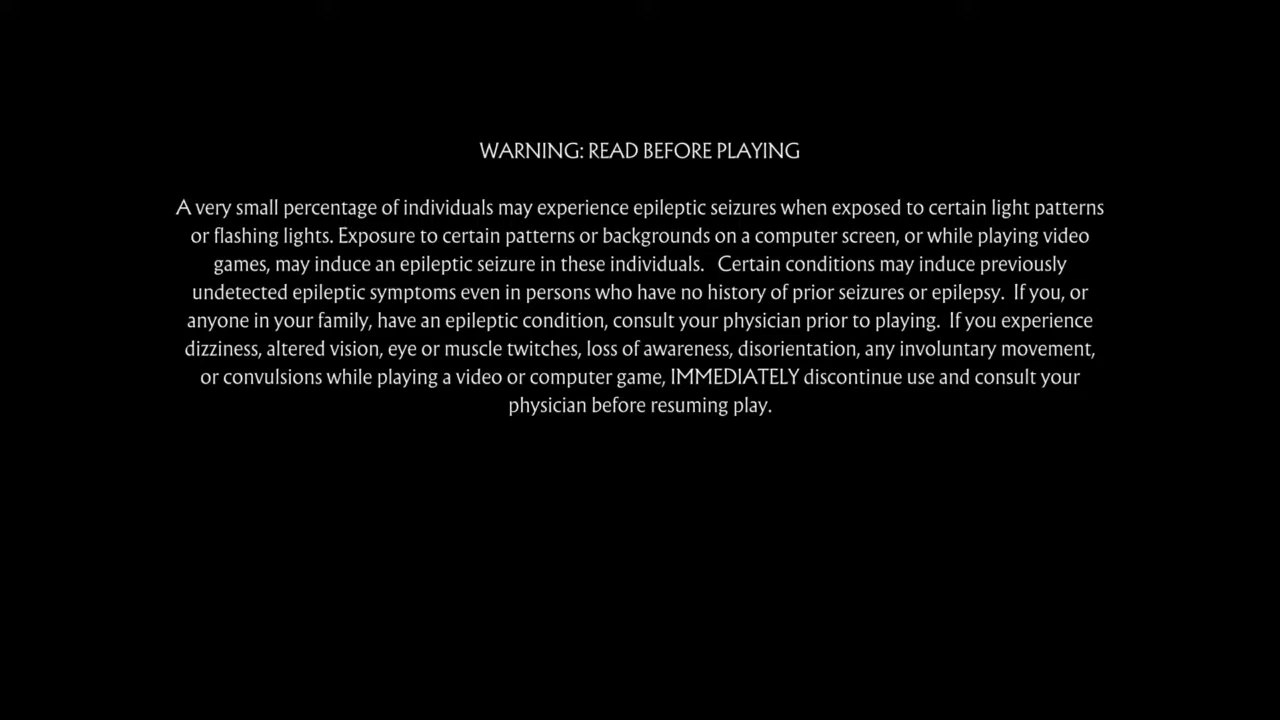 WARNING: READ BEFORE PLAYING
A very small percentage of individuals may experience epileptic seizures when exposed to certain light patterns
or flashing lights. Exposure to certain patterns or backgrounds on a computer screen, or while playing video
games, may induce an epileptic seizure in these individuals.   Certain conditions may induce previously
undetected epileptic symptoms even in persons who have no history of prior seizures or epilepsy.  If you, or
anyone in your family, have an epileptic condition, consult your physician prior to playing.  If you experience
dizziness, altered vision, eye or muscle twitches, loss of awareness, disorientation, any involuntary movement,
or convulsions while playing a video or computer game, IMMEDIATELY discontinue use and consult your
physician before resuming play.